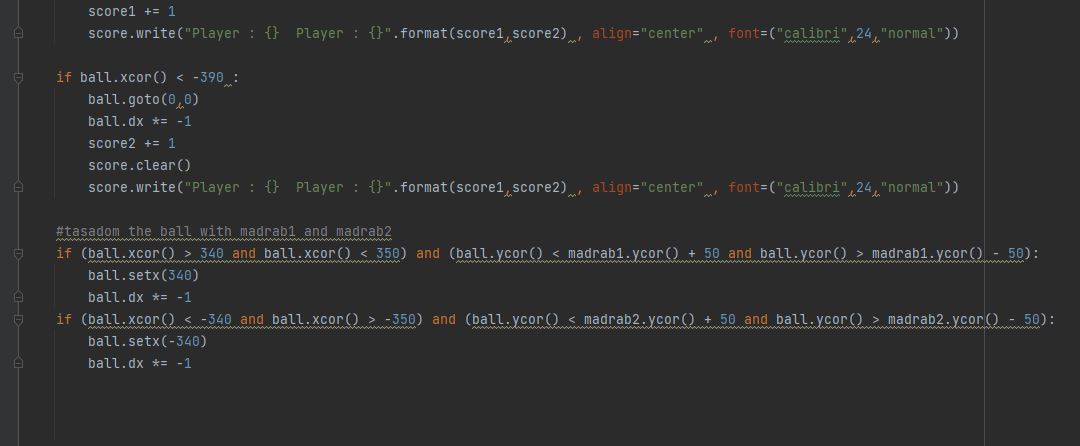 score1 += 1
score.write("Player : {}  Player : {}".format(score1,score2) , align="center" , font=("calibri",24,"normal"))
if ball.xcor() < -390 :
ball.goto(0,0)
ball.dx *= -1
score2 += 1
score.clear()
score.write("Player : {}  Player : {}".format(score1,score2) , align="center" , font=("calibri",24,"normal"))
#tasadom the ball with madrab1 and madrab2
if (ball.xcor() > 340 and ball.xcor() < 350) and (ball.ycor() < madrab1.ycor() + 50 and ball.ycor() > madrab1.ycor() - 50):
ball.setx(340)
ball.dx *= -1
if (ball.xcor() < -340 and ball.xcor() > -350) and (ball.ycor() < madrab2.ycor() + 50 and ball.ycor() > madrab2.ycor() - 50):
ball.setx(-340)
ball.dx *= -1